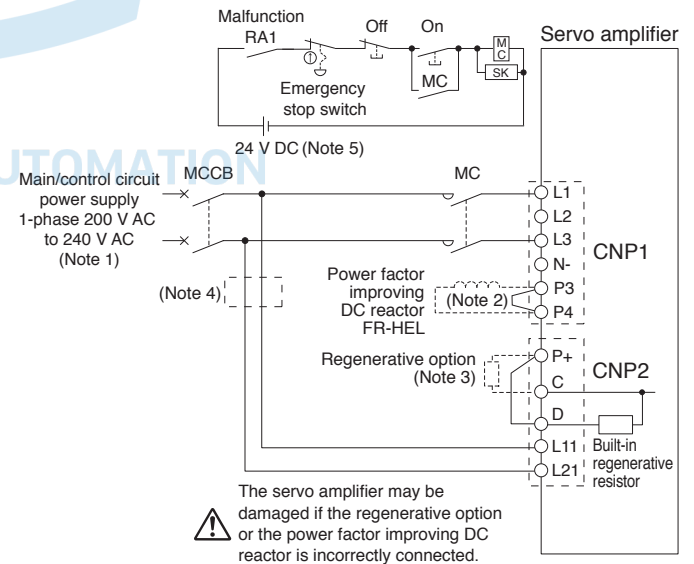 Malfunction
RA1
Off
On
Servo amplifier
M
C
SK
MC
Emergency
stop switch
24 V DC (Note 5)
UTOMATION
Main/control circuit
power supply
1-phase 200 V AC
to 240 V AC
(Note 1)
MCCB
MC
L1
L2
L3
N-
P3
P4
CNP1
(Note 4)
Power factor
improving
DC reactor
FR-HEL
(Note 2)
Regenerative option
(Note 3)
P+
C
D
L11
L21
CNP2
Built-in
regenerative
resistor
The servo amplifier may be
damaged if the regenerative option
or the power factor improving DC
reactor is incorrectly connected.